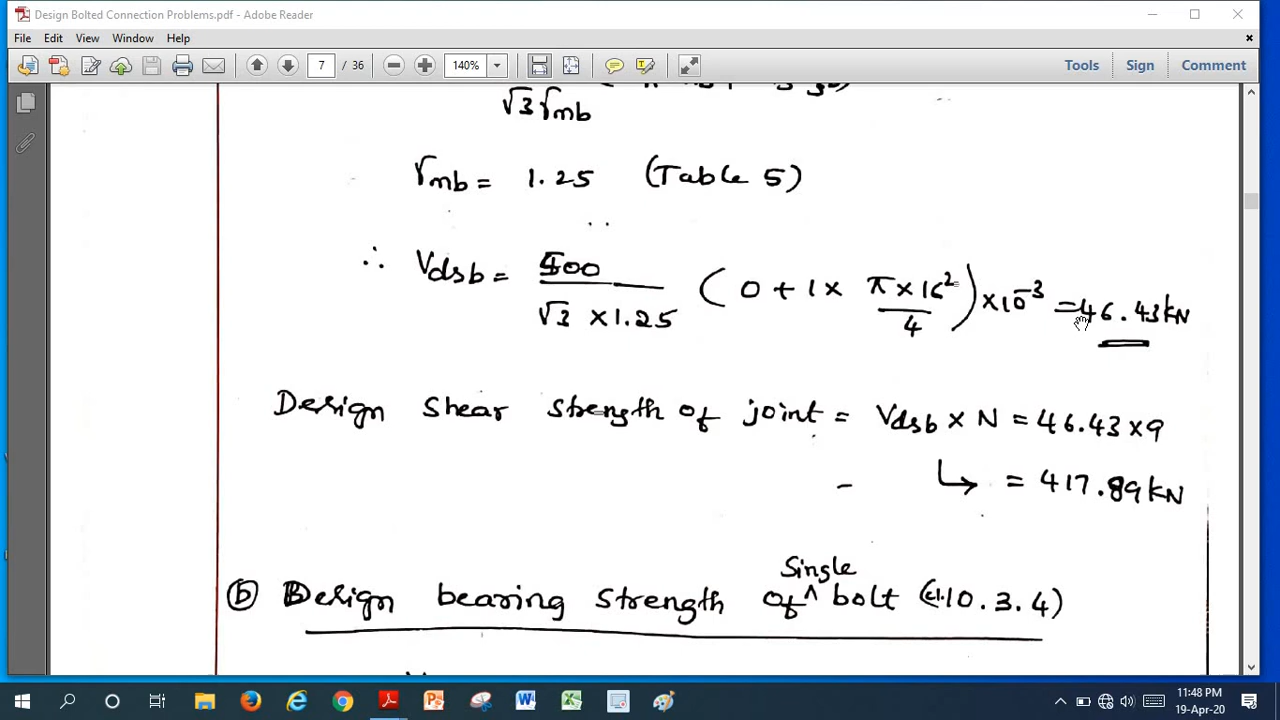 Design Bolted Connection Problems.pdf - Adobe Reader
File Edit View Window Help
7 / 36 140% Tools Sign Comment
√3 γmb
γmb = 1.25 (Table 5)
∴ Vdsb = 400 / √3 × 1.25 (0 + 1 × π × 16² / 4) × 10⁻³ = 46.43 kN
Design shear strength of joint = Vdsb × N = 46.43 × 9
↳ = 417.89 kN
Single
ⓑ Design bearing strength of ^ bolt (cl.10.3.4)
11:48 PM
19-Apr-20